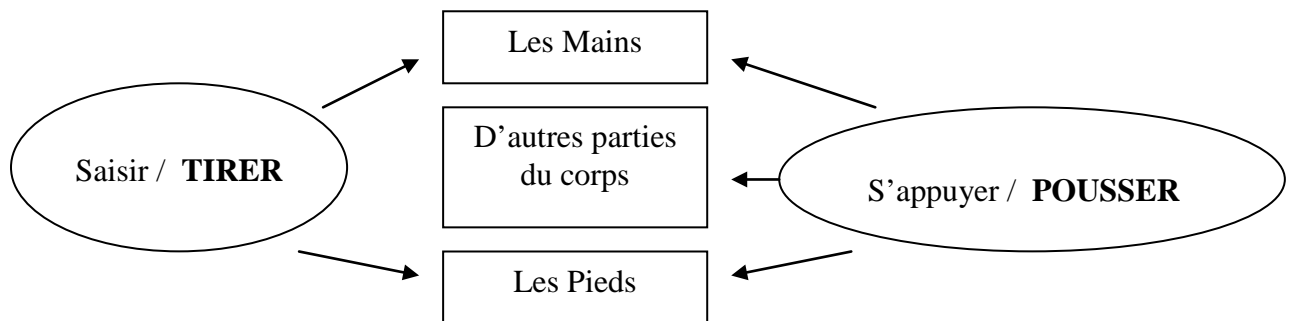 Les Mains
D'autres parties
du corps
Saisir / TIRER
S'appuyer / POUSSER
Les Pieds